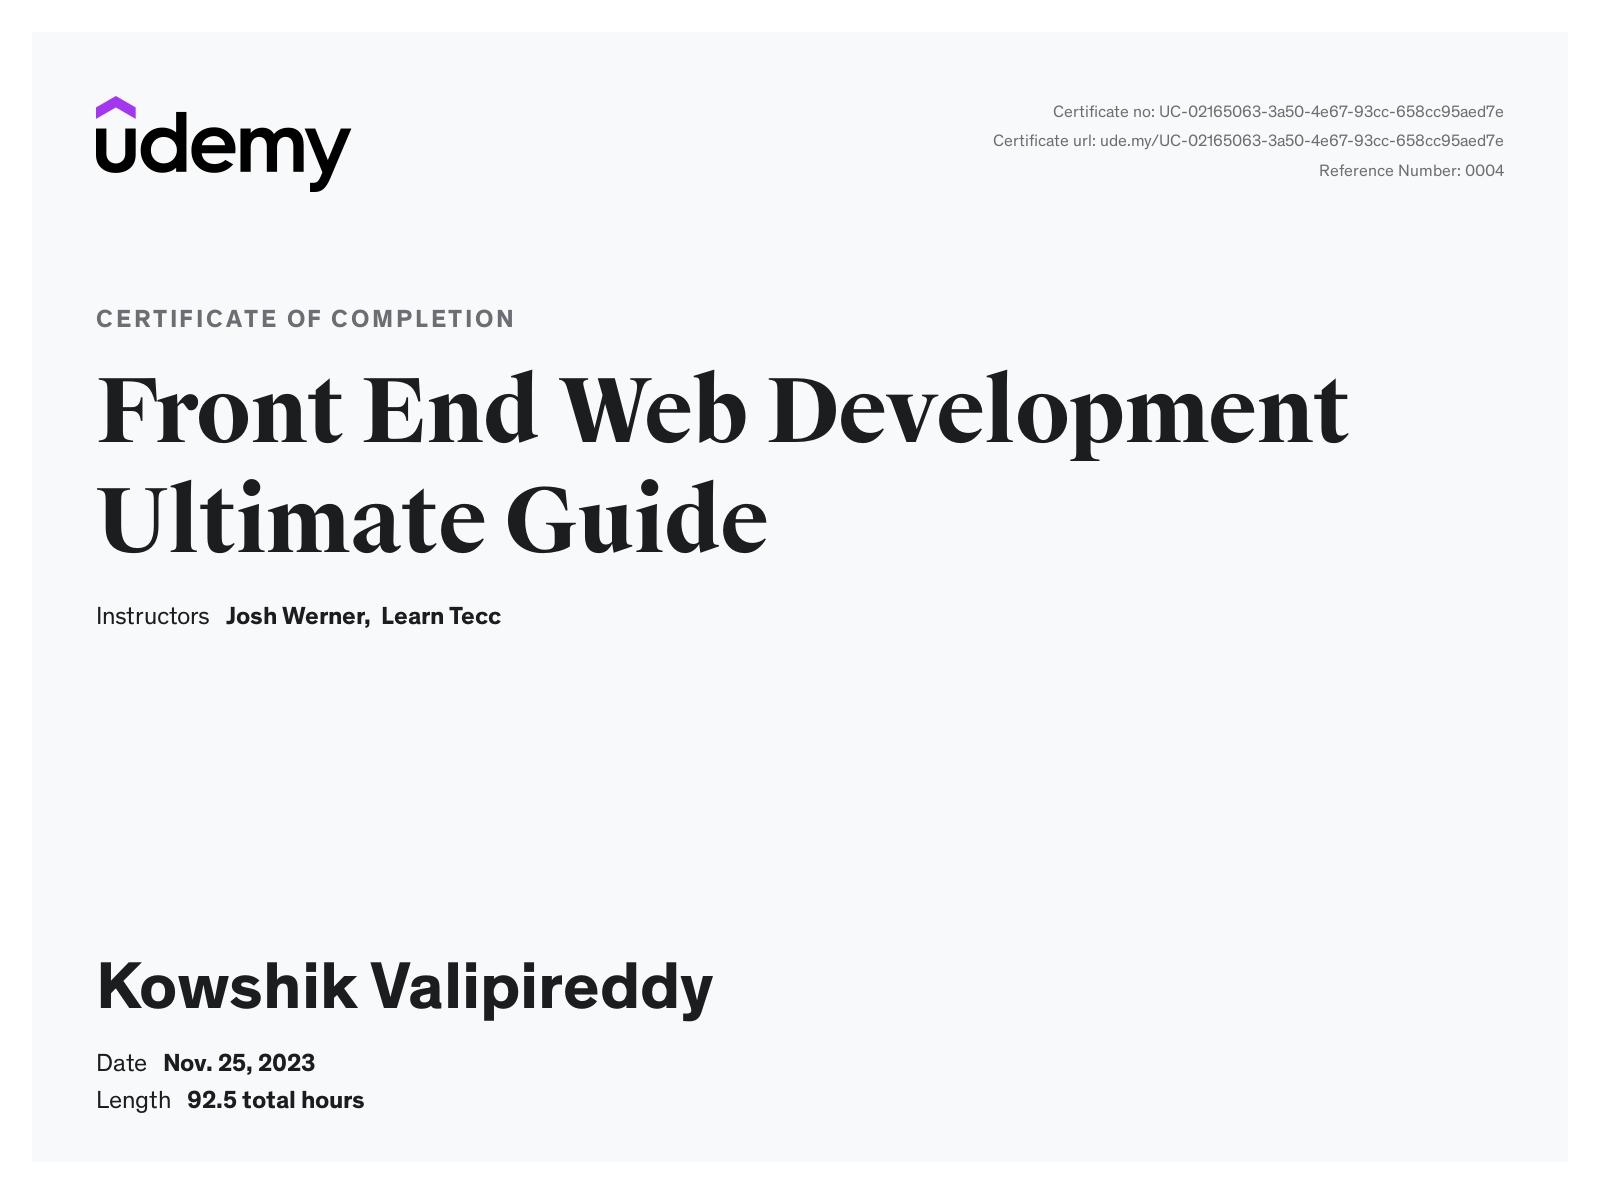 udemy
Certificate no: UC-02165063-3a50-4e67-93cc-658cc95aed7e
Certificate url: ude.my/UC-02165063-3a50-4e67-93cc-658cc95aed7e
Reference Number: 0004
CERTIFICATE OF COMPLETION
Front End Web Development
Ultimate Guide
Instructors Josh Werner, Learn Tecc
Kowshik Valipireddy
Date Nov. 25, 2023
Length 92.5 total hours